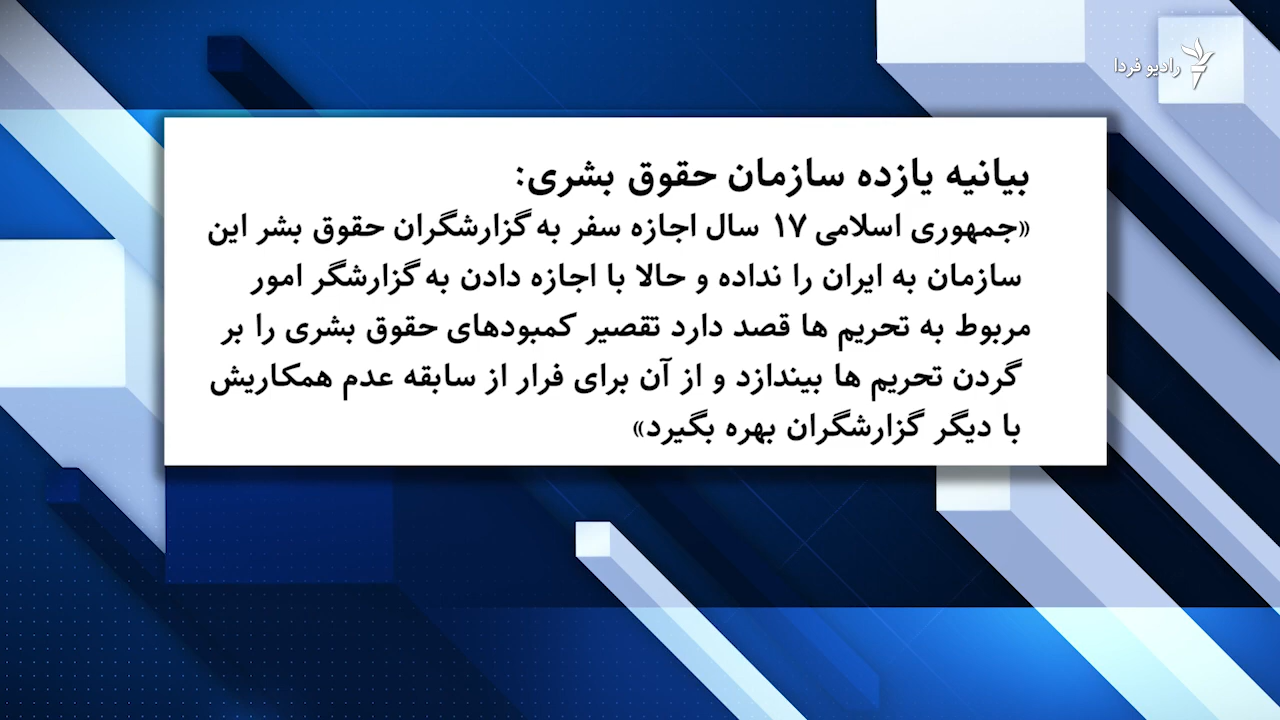 رادیو فردا
بیانیه یازده سازمان حقوق بشری:
«جمهوری اسلامی ۱۷ سال اجازه سفر به گزارشگران حقوق بشر این
سازمان به ایران را نداده و حالا با اجازه دادن به گزارشگر امور
مربوط به تحریم ها قصد دارد تقصیر کمبودهای حقوق بشری را بر
گردن تحریم ها بیندازد و از آن برای فرار از سابقه عدم همکاریش
با دیگر گزارشگران بهره بگیرد»